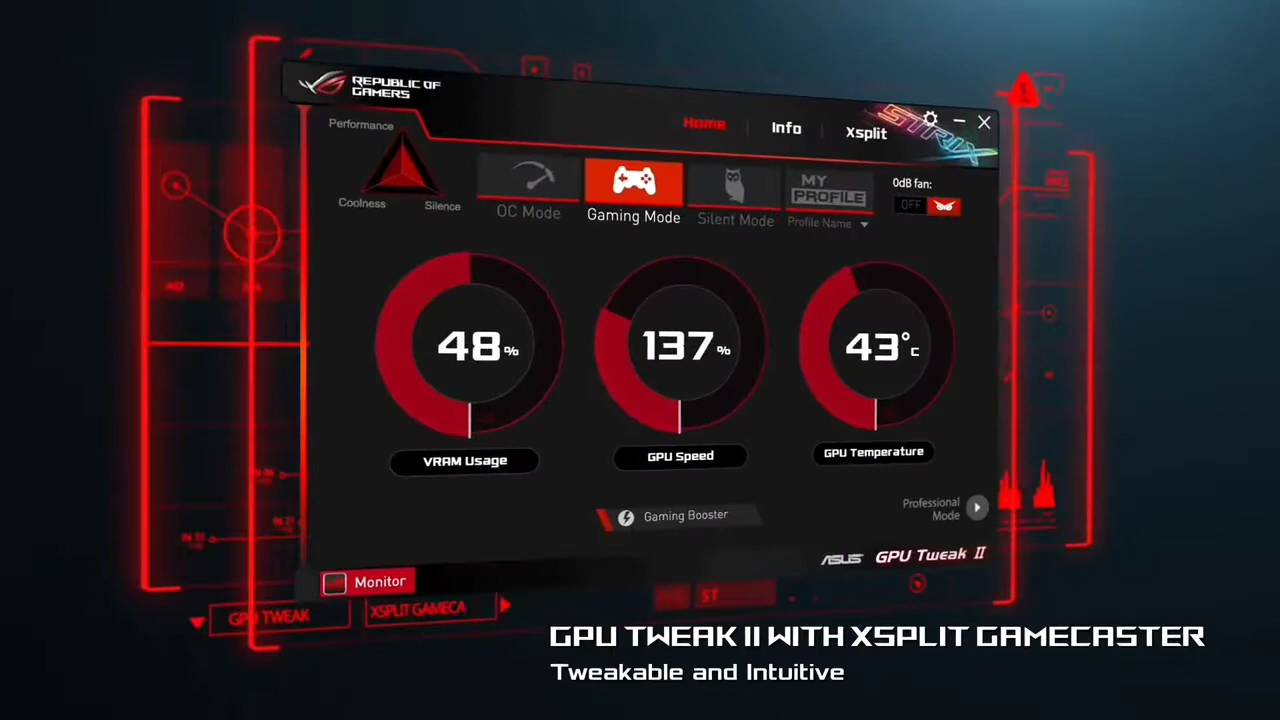 REPUBLIC OF
GAMERS
Home
Info
Xsplit
STRIX
Performance
Coolness
Silence
OC Mode
Gaming Mode
Silent Mode
MY
PROFILE
Profile Name
0dB fan:
OFF
48%
137%
43°c
VRAM Usage
GPU Speed
GPU Temperature
Gaming Booster
Professional
Mode
ASUS GPU Tweak II
Monitor
GPU TWEAK
XSPLIT GAMECA
ST
GPU TWEAK II WITH XSPLIT GAMECASTER
Tweakable and Intuitive